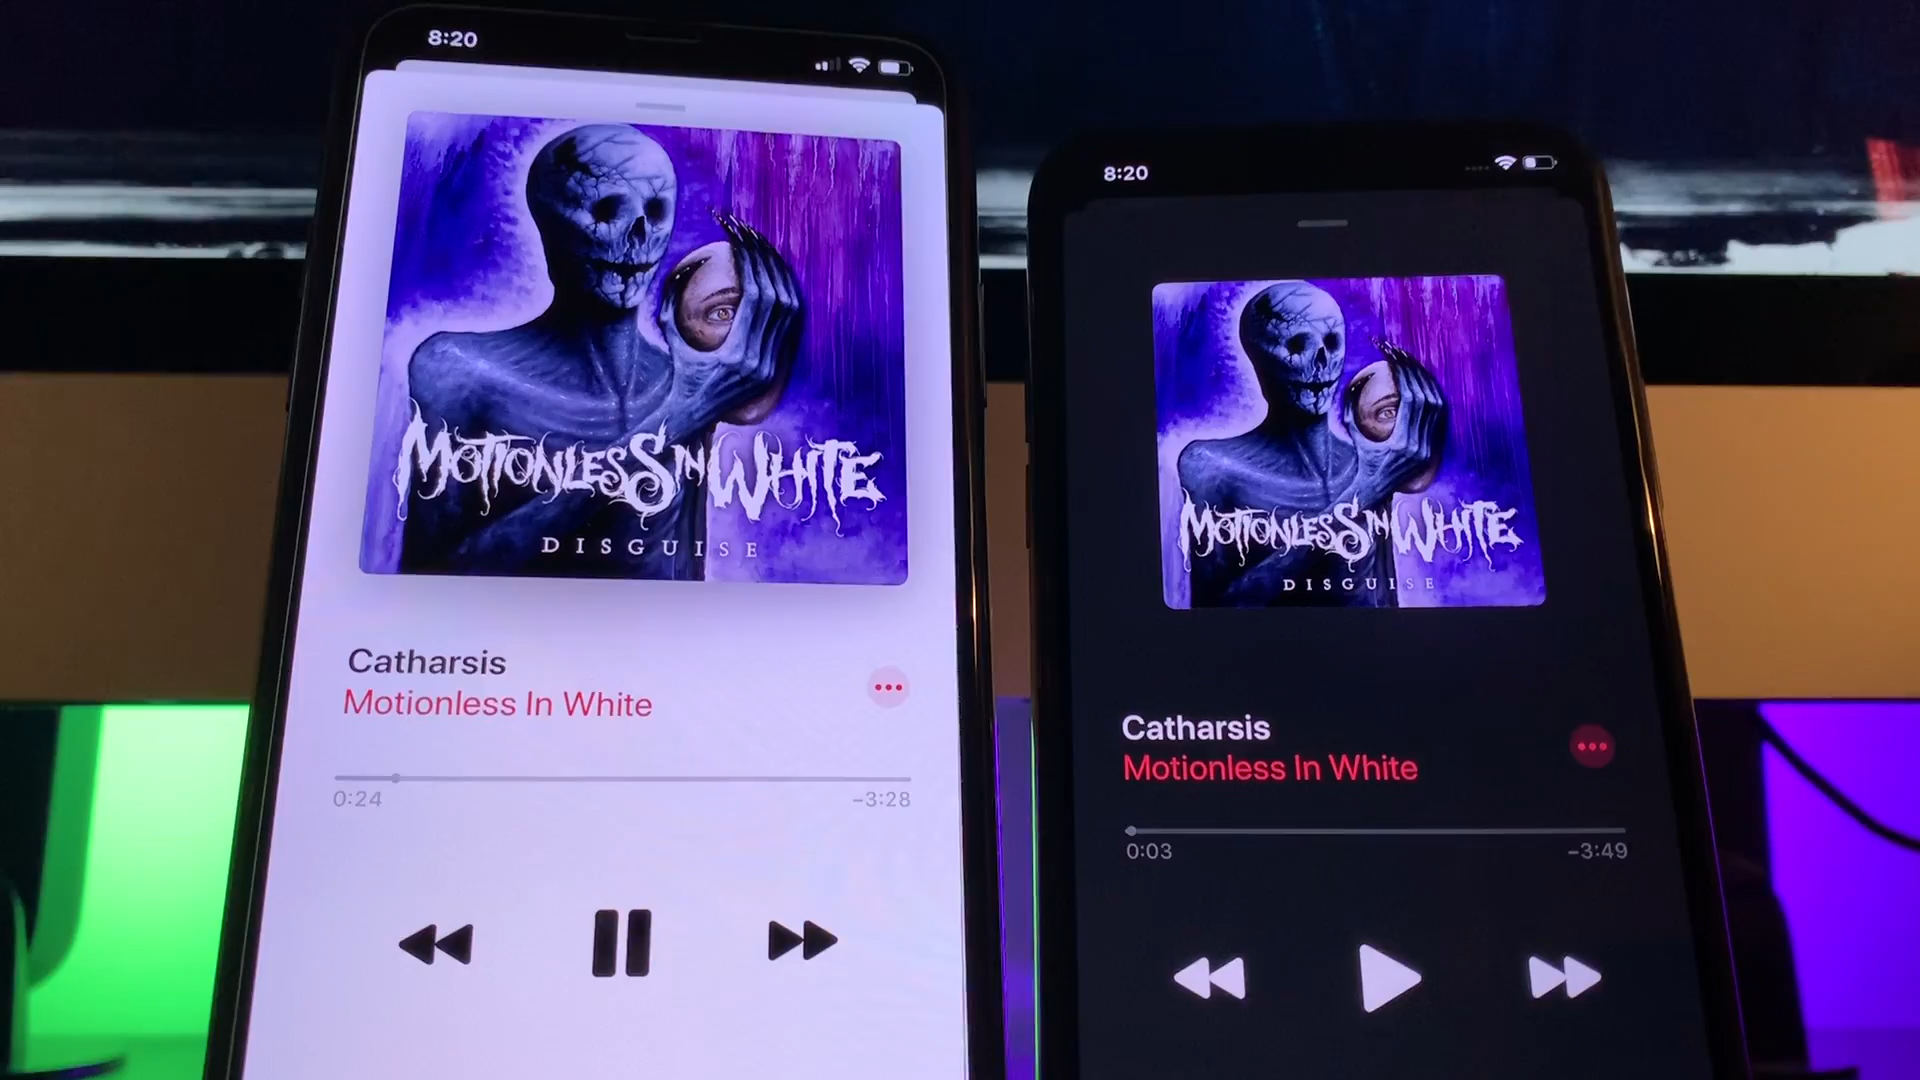 8:20
MOTIONLESS IN WHITE
DISGUISE
Catharsis
Motionless In White
0:24
-3:28
8:20
MOTIONLESS IN WHITE
DISGUISE
Catharsis
Motionless In White
0:03
-3:49